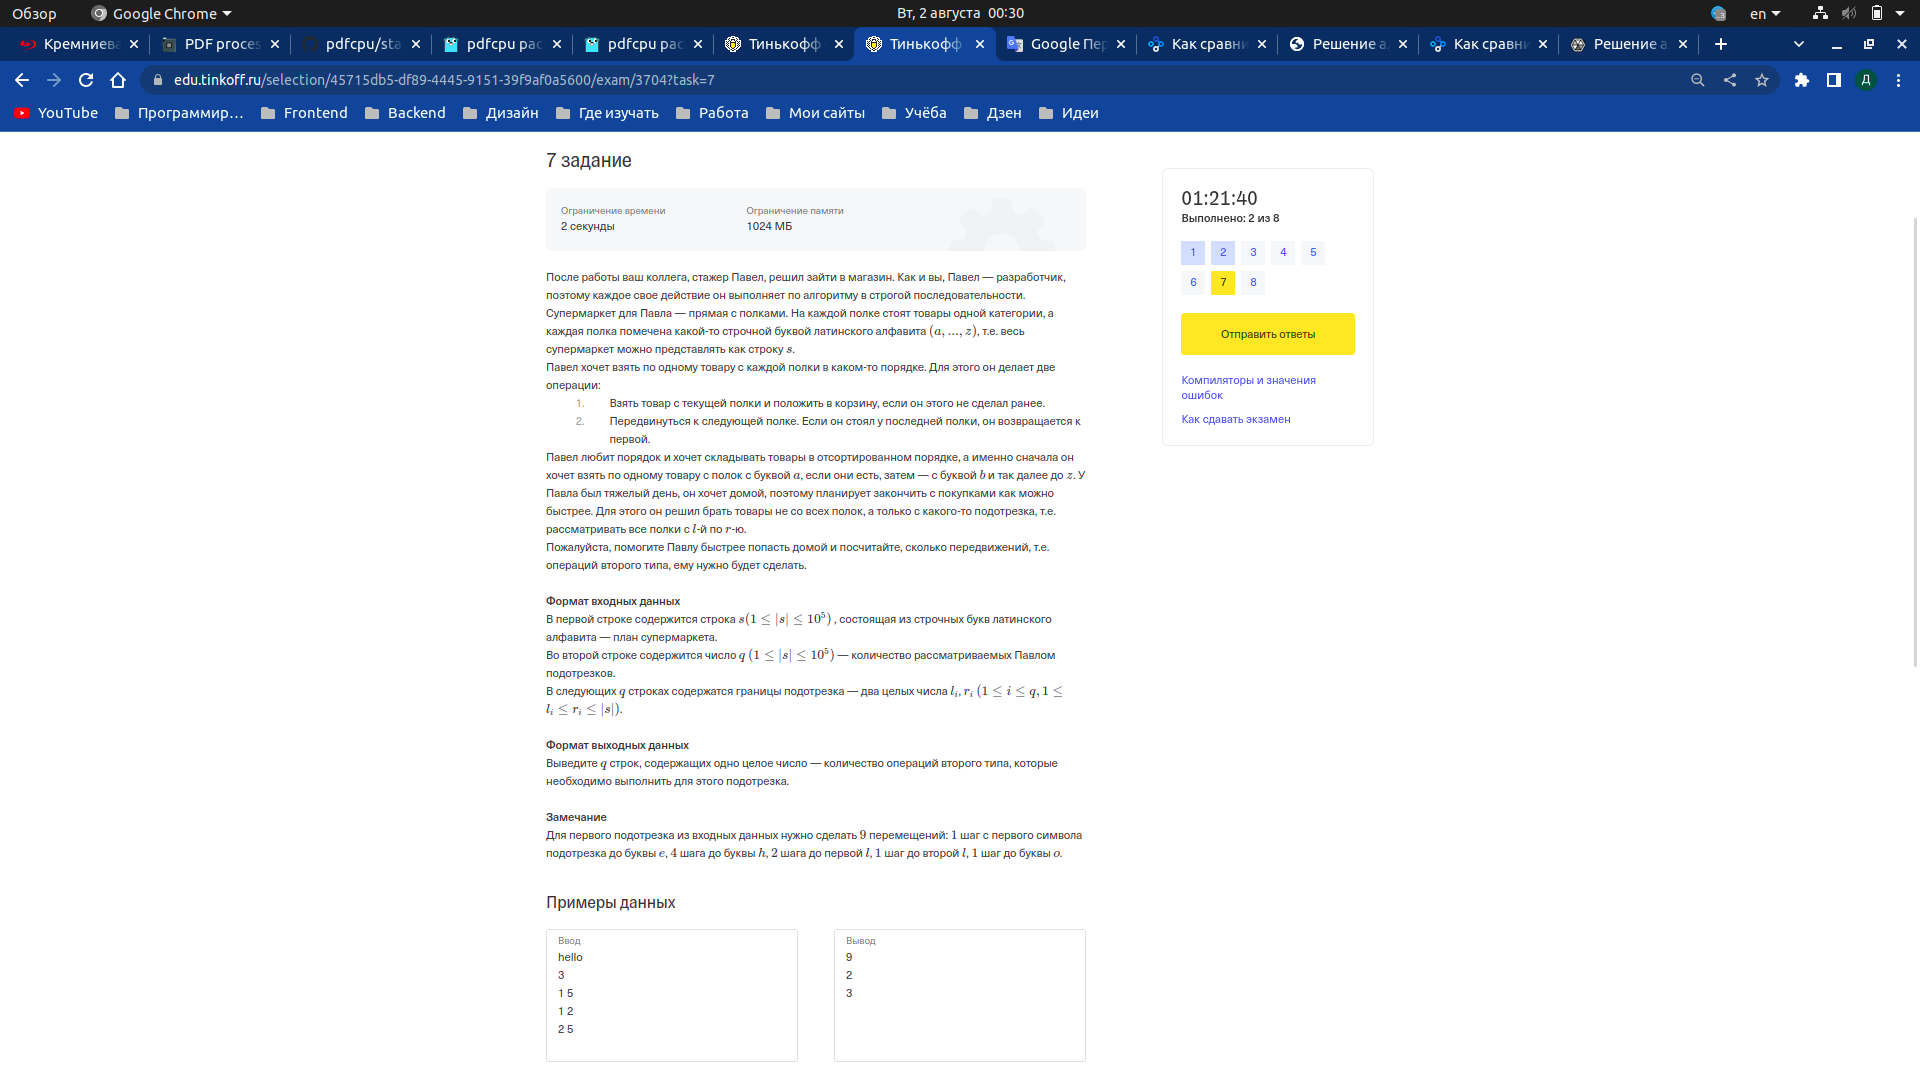 Обзор
Google Chrome
Вт, 2 августа 00:30
en
Кремниева
PDF proces
pdfcpu/sta
pdfcpu pac
pdfcpu pac
Тинькофф
Тинькофф
Google Пер
Как сравни
Решение а
Как сравни
Решение а
edu.tinkoff.ru/selection/45715db5-df89-4445-9151-39f9af0a5600/exam/3704?task=7
Д
YouTube
Программир…
Frontend
Backend
Дизайн
Где изучать
Работа
Мои сайты
Учёба
Дзен
Идеи
7 задание
Ограничение времени
2 секунды
Ограничение памяти
1024 МБ
После работы ваш коллега, стажер Павел, решил зайти в магазин. Как и вы, Павел — разработчик,
поэтому каждое свое действие он выполняет по алгоритму в строгой последовательности.
Супермаркет для Павла — прямая с полками. На каждой полке стоят товары одной категории, а
каждая полка помечена какой-то строчной буквой латинского алфавита (a, ..., z), т.е. весь
супермаркет можно представлять как строку s.
Павел хочет взять по одному товару с каждой полки в каком-то порядке. Для этого он делает две
операции:
1. Взять товар с текущей полки и положить в корзину, если он этого не сделал ранее.
2. Передвинуться к следующей полке. Если он стоял у последней полки, он возвращается к
первой.
Павел любит порядок и хочет складывать товары в отсортированном порядке, а именно сначала он
хочет взять по одному товару с полок с буквой a, если они есть, затем — с буквой b и так далее до z. У
Павла был тяжелый день, он хочет домой, поэтому планирует закончить с покупками как можно
быстрее. Для этого он решил брать товары не со всех полок, а только с какого-то подотрезка, т.е.
рассматривать все полки с l-й по r-ю.
Пожалуйста, помогите Павлу быстрее попасть домой и посчитайте, сколько передвижений, т.е.
операций второго типа, ему нужно будет сделать.
Формат входных данных
В первой строке содержится строка s(1 ≤ |s| ≤ 10⁵) , состоящая из строчных букв латинского
алфавита — план супермаркета.
Во второй строке содержится число q (1 ≤ |s| ≤ 10⁵) — количество рассматриваемых Павлом
подотрезков.
В следующих q строках содержатся границы подотрезка — два целых числа lᵢ, rᵢ (1 ≤ i ≤ q, 1 ≤
lᵢ ≤ rᵢ ≤ |s|).
Формат выходных данных
Выведите q строк, содержащих одно целое число — количество операций второго типа, которые
необходимо выполнить для этого подотрезка.
Замечание
Для первого подотрезка из входных данных нужно сделать 9 перемещений: 1 шаг с первого символа
подотрезка до буквы e, 4 шага до буквы h, 2 шага до первой l, 1 шаг до второй l, 1 шаг до буквы o.
Примеры данных
Ввод
hello
3
1 5
1 2
2 5
Вывод
9
2
3
01:21:40
Выполнено: 2 из 8
1 2 3 4 5
6 7 8
Отправить ответы
Компиляторы и значения
ошибок
Как сдавать экзамен